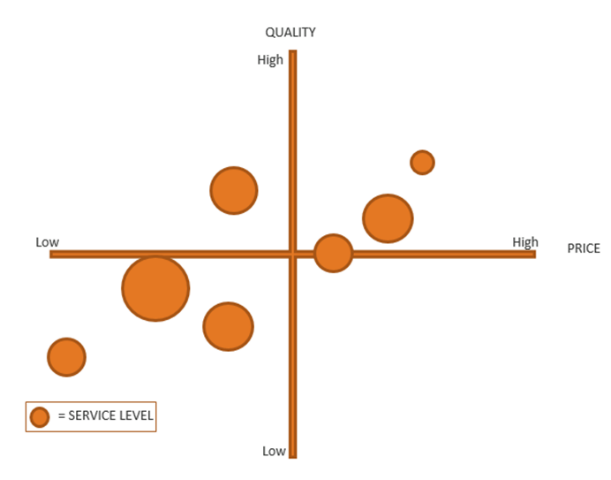 QUALITY
High
Low
High
PRICE
= SERVICE LEVEL
Low